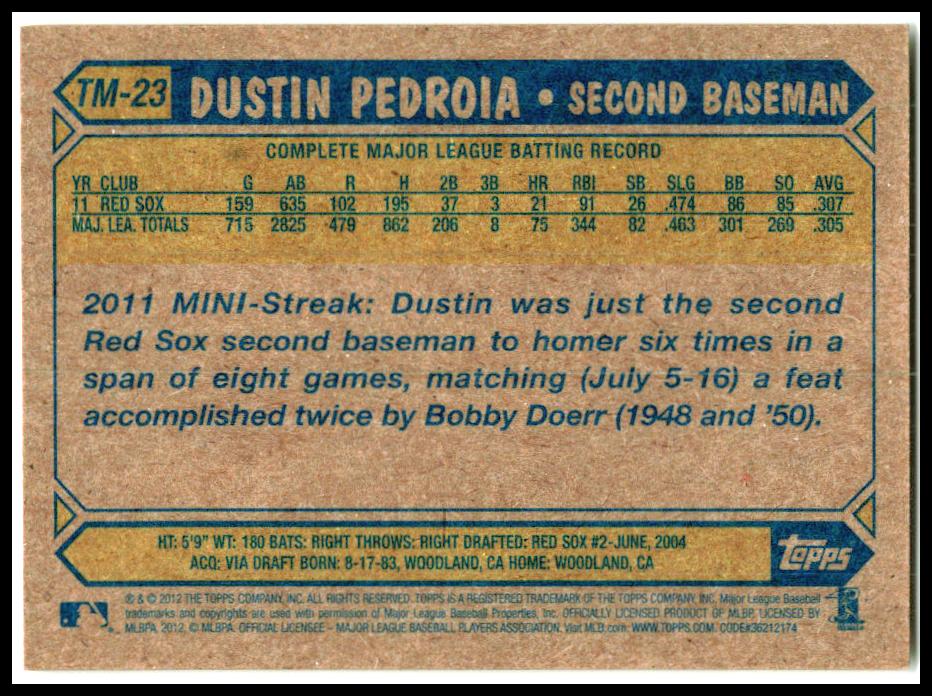 TM-23 DUSTIN PEDROIA • SECOND BASEMAN
COMPLETE MAJOR LEAGUE BATTING RECORD
YR CLUB G AB R H 2B 3B HR RBI SB SLG BB SO AVG
11 RED SOX 159 635 102 195 37 3 21 91 26 .474 86 85 .307
MAJ. LEA. TOTALS 715 2825 479 862 206 8 75 344 82 .463 301 269 .305
2011 MINI-Streak: Dustin was just the second
Red Sox second baseman to homer six times in a
span of eight games, matching (July 5-16) a feat
accomplished twice by Bobby Doerr (1948 and '50).
HT: 5'9" WT: 180 BATS: RIGHT THROWS: RIGHT DRAFTED: RED SOX #2-JUNE, 2004
ACQ: VIA DRAFT BORN: 8-17-83, WOODLAND, CA HOME: WOODLAND, CA
Topps
® & © 2012 THE TOPPS COMPANY, INC. ALL RIGHTS RESERVED. TOPPS IS A REGISTERED TRADEMARK OF THE TOPPS COMPANY, INC. Major League Baseball
trademarks and copyrights are used with permission of Major League Baseball Properties, Inc. OFFICIALLY LICENSED PRODUCT OF MLBP. LICENSED BY
MLBPA, 2012, © MLBPA. OFFICIAL LICENSEE – MAJOR LEAGUE BASEBALL PLAYERS ASSOCIATION. Visit MLB.com. WWW.TOPPS.COM. CODE#36212174